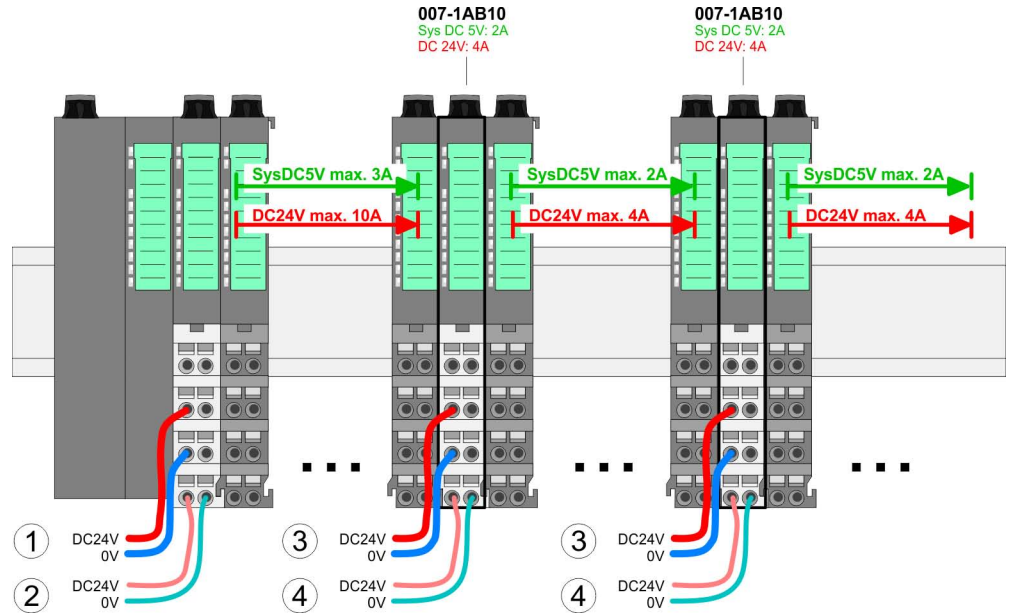 007-1AB10
Sys DC 5V: 2A
DC 24V: 4A
007-1AB10
Sys DC 5V: 2A
DC 24V: 4A
SysDC5V max. 3A
SysDC5V max. 2A
SysDC5V max. 2A
DC24V max. 10A
DC24V max. 4A
DC24V max. 4A
1
DC24V
0V
2
DC24V
0V
3
DC24V
0V
4
DC24V
0V
3
DC24V
0V
4
DC24V
0V